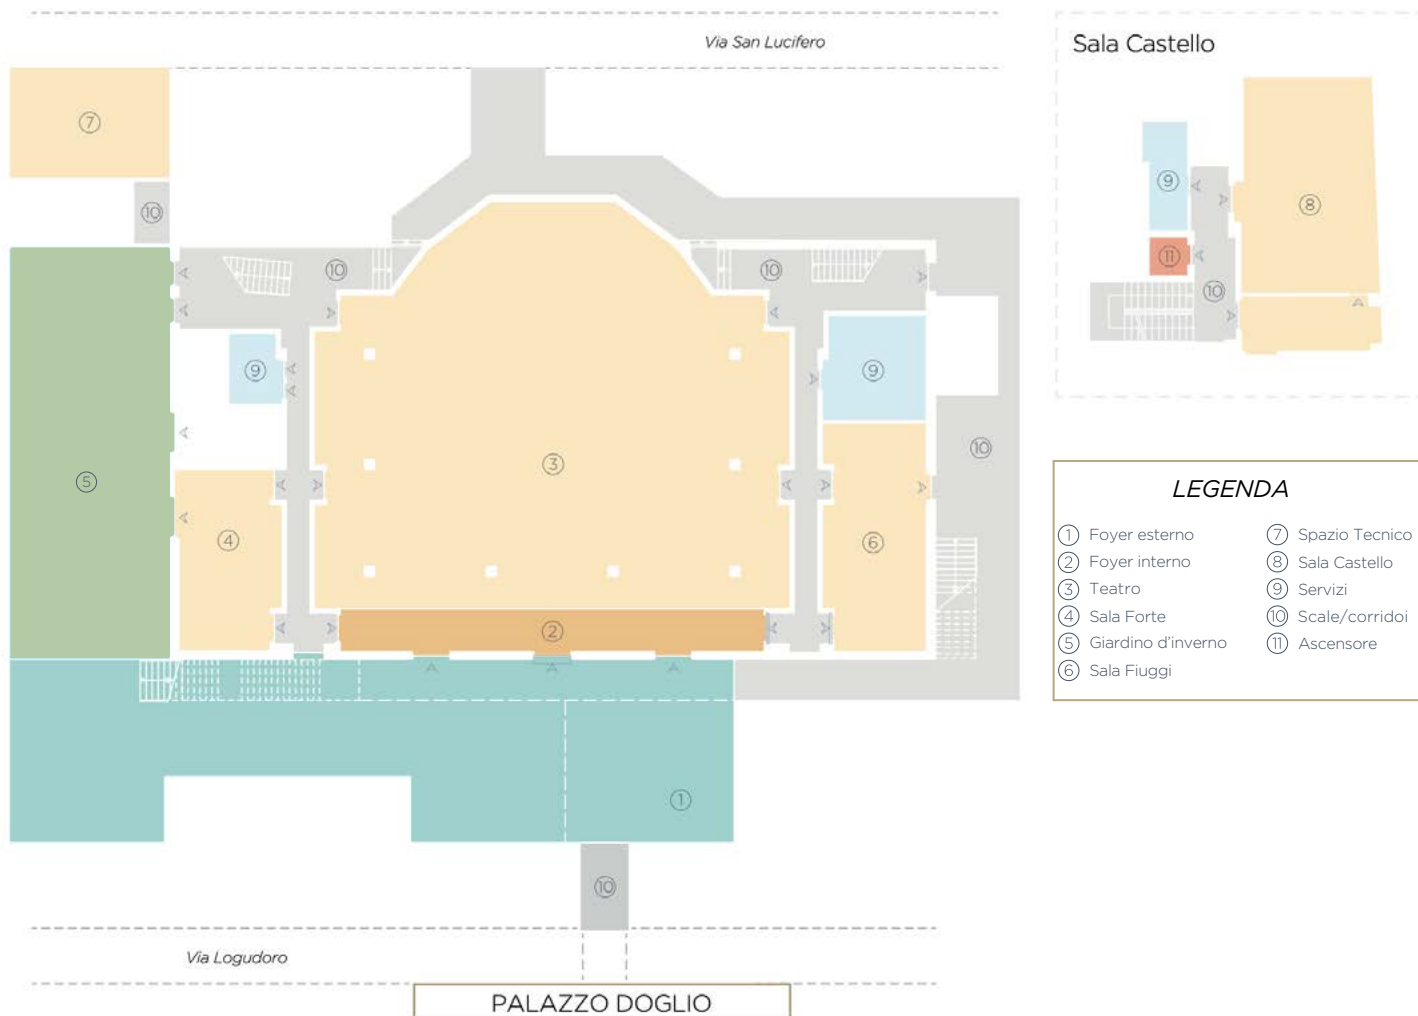 Via San Lucifero
Sala Castello
7
9
8
10
11
10
10
10
10
9
9
3
10
5
4
6
2
LEGENDA
1 Foyer esterno
2 Foyer interno
3 Teatro
4 Sala Forte
5 Giardino d'inverno
6 Sala Fiuggi
7 Spazio Tecnico
8 Sala Castello
9 Servizi
10 Scale/corridoi
11 Ascensore
1
10
Via Logudoro
PALAZZO DOGLIO